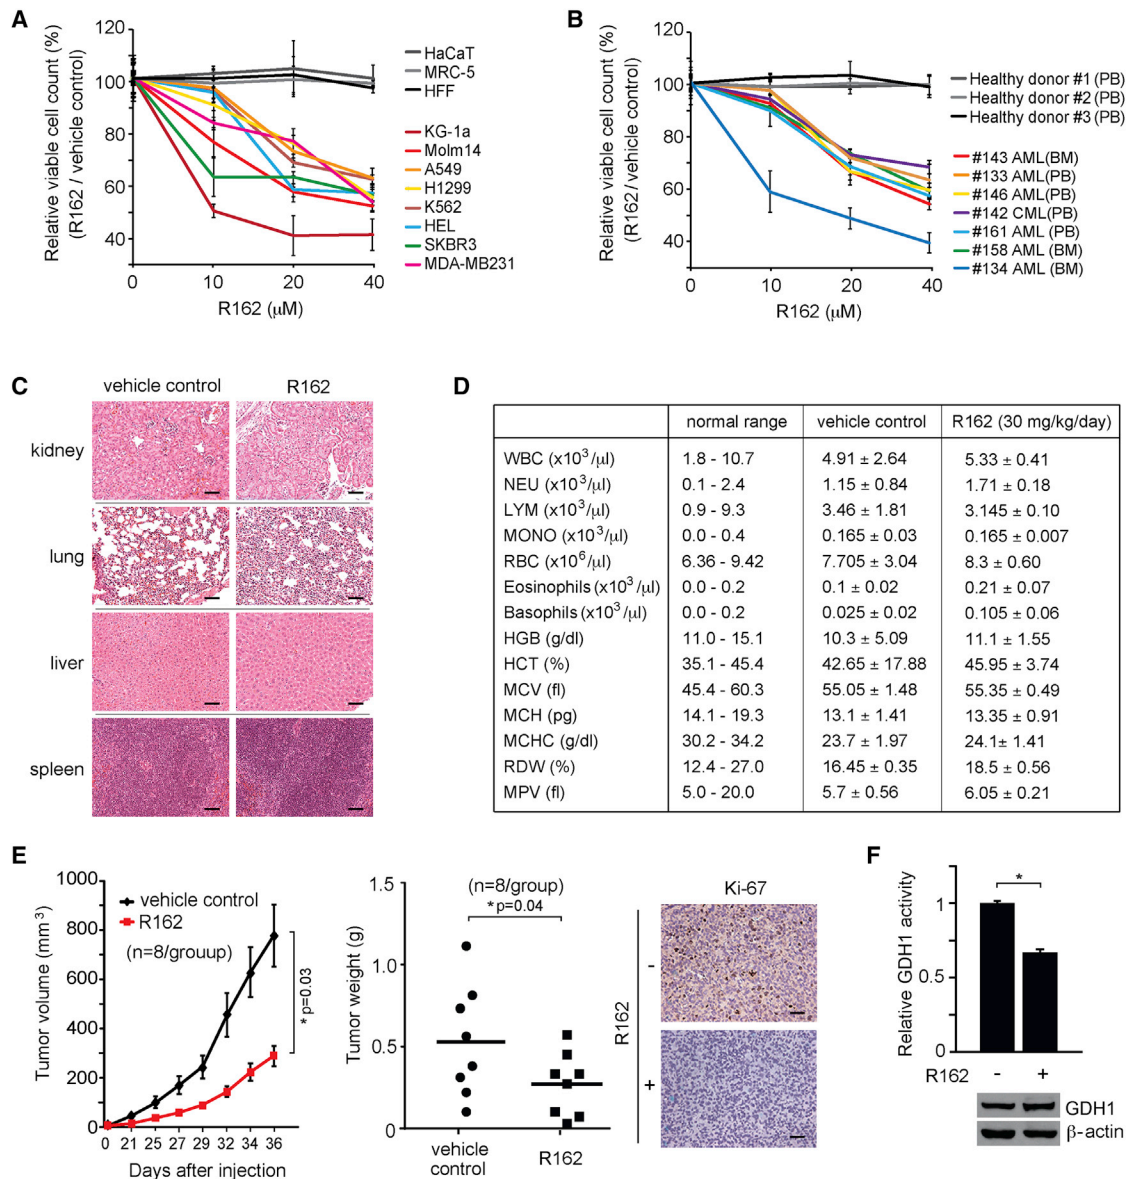 A
Relative viable cell count (%)
(R162 / vehicle control)
120
100
80
60
40
0
10
20
40
R162 (μM)
HaCaT
MRC-5
HFF
KG-1a
Molm14
A549
H1299
K562
HEL
SKBR3
MDA-MB231
B
Relative viable cell count (%)
(R162 / vehicle control)
120
100
80
60
40
0
10
20
40
R162 (μM)
Healthy donor #1 (PB)
Healthy donor #2 (PB)
Healthy donor #3 (PB)
#143 AML(BM)
#133 AML(PB)
#146 AML(PB)
#142 CML(PB)
#161 AML (PB)
#158 AML (BM)
#134 AML (BM)
C
vehicle control R162
kidney
lung
liver
spleen
D
normal range vehicle control R162 (30 mg/kg/day)
WBC (x10³/μl) 1.8 - 10.7 4.91 ± 2.64 5.33 ± 0.41
NEU (x10³/μl) 0.1 - 2.4 1.15 ± 0.84 1.71 ± 0.18
LYM (x10³/μl) 0.9 - 9.3 3.46 ± 1.81 3.145 ± 0.10
MONO (x10³/μl) 0.0 - 0.4 0.165 ± 0.03 0.165 ± 0.007
RBC (x10⁶/μl) 6.36 - 9.42 7.705 ± 3.04 8.3 ± 0.60
Eosinophils (x10³/μl) 0.0 - 0.2 0.1 ± 0.02 0.21 ± 0.07
Basophils (x10³/μl) 0.0 - 0.2 0.025 ± 0.02 0.105 ± 0.06
HGB (g/dl) 11.0 - 15.1 10.3 ± 5.09 11.1 ± 1.55
HCT (%) 35.1 - 45.4 42.65 ± 17.88 45.95 ± 3.74
MCV (fl) 45.4 - 60.3 55.05 ± 1.48 55.35 ± 0.49
MCH (pg) 14.1 - 19.3 13.1 ± 1.41 13.35 ± 0.91
MCHC (g/dl) 30.2 - 34.2 23.7 ± 1.97 24.1± 1.41
RDW (%) 12.4 - 27.0 16.45 ± 0.35 18.5 ± 0.56
MPV (fl) 5.0 - 20.0 5.7 ± 0.56 6.05 ± 0.21
E
Tumor volume (mm³)
1000
800
600
400
200
0
0 21 25 27 29 32 34 36
Days after injection
vehicle control
R162
(n=8/grouup)
* p=0.03
Tumor weight (g)
1.5
1.0
0.5
0
(n=8/group)
* p=0.04
vehicle
control
R162
Ki-67
R162
-
+
F
Relative GDH1 activity
1
0.5
0
*
R162 - +
GDH1
β-actin